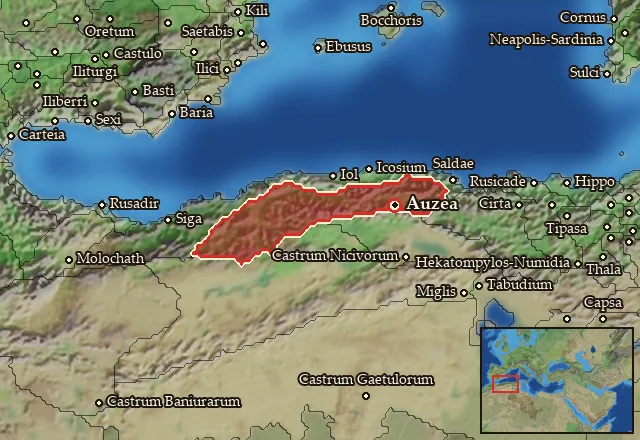 Kili
Bocchoris
Cornus
Oretum
Saetabis
Neapolis-Sardinia
Castulo
Ebusus
Iliturgi
Ilici
Sulci
Basti
Iliberri
Baria
Sexi
Carteia
Saldae
Icosium
Iol
Rusicade
Hippo
Rusadir
Auzea
Cirta
Siga
Tipasa
Castrum Nicivorum
Molochath
Hekatompylos-Numidia
Thala
Tabudium
Miglis
Capsa
Castrum Gaetulorum
Castrum Baniurarum